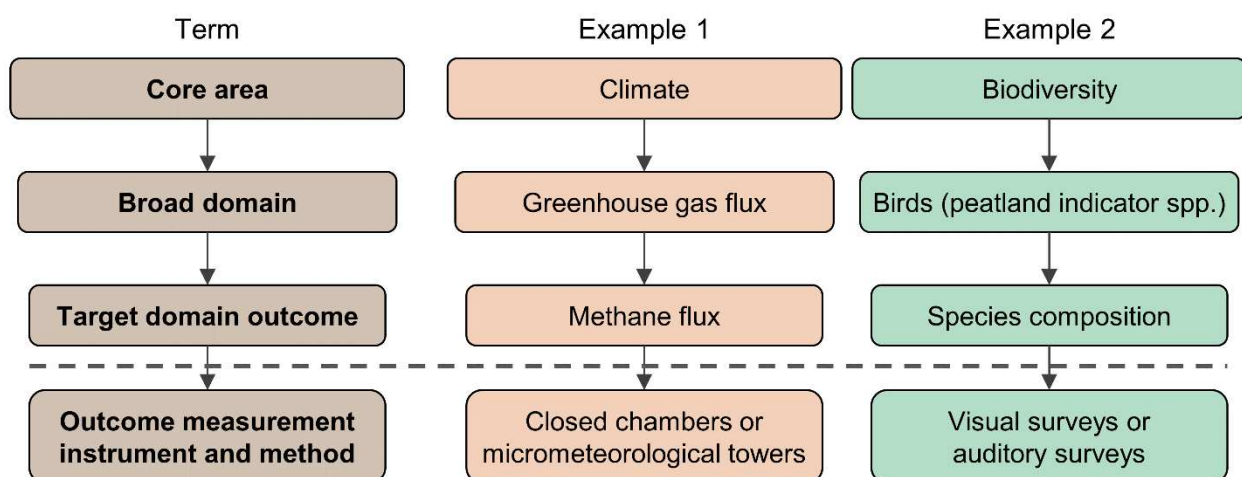 Term
Example 1
Example 2
Core area
Climate
Biodiversity
Broad domain
Greenhouse gas flux
Birds (peatland indicator spp.)
Target domain outcome
Methane flux
Species composition
Outcome measurement
instrument and method
Closed chambers or
micrometeorological towers
Visual surveys or
auditory surveys